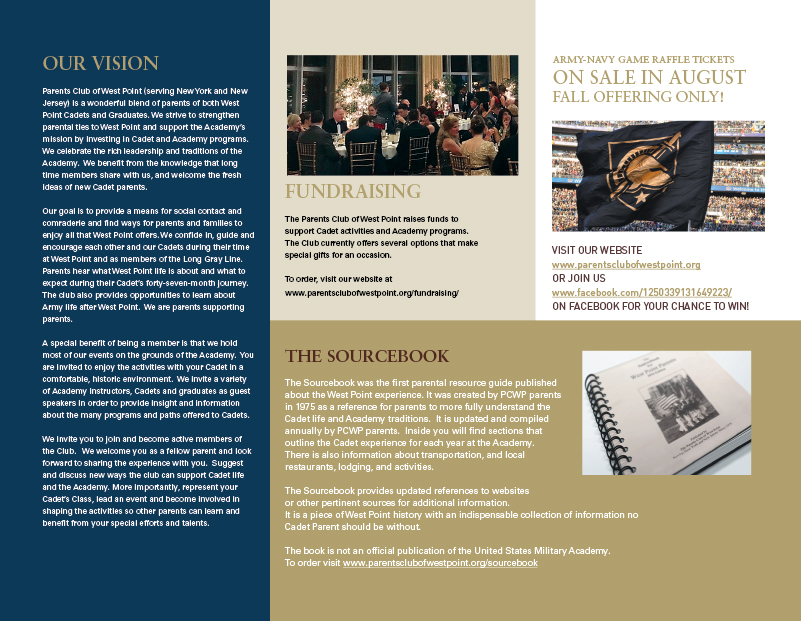 OUR VISION
Parents Club of West Point (serving New York and New
Jersey) is a wonderful blend of parents of both West
Point Cadets and Graduates. We strive to strengthen
parental ties to West Point and support the Academy's
mission by investing in Cadet and Academy programs.
We celebrate the rich leadership and traditions of the
Academy. We benefit from the knowledge that long
time members share with us, and welcome the fresh
ideas of new Cadet parents.
Our goal is to provide a means for social contact and
comraderie and find ways for parents and families to
enjoy all that West Point offers. We confide in, guide and
encourage each other and our Cadets during their time
at West Point and as members of the Long Gray Line.
Parents hear what West Point life is about and what to
expect during their Cadet's forty-seven-month journey.
The club also provides opportunities to learn about
Army life after West Point. We are parents supporting
parents.
A special benefit of being a member is that we hold
most of our events on the grounds of the Academy. You
are invited to enjoy the activities with your Cadet in a
comfortable, historic environment. We invite a variety
of Academy instructors, Cadets and graduates as guest
speakers in order to provide insight and information
about the many programs and paths offered to Cadets.
We invite you to join and become active members of
the Club. We welcome you as a fellow parent and look
forward to sharing the experience with you. Suggest
and discuss new ways the club can support Cadet life
and the Academy. More importantly, represent your
Cadet's Class, lead an event and become involved in
shaping the activities so other parents can learn and
benefit from your special efforts and talents.
FUNDRAISING
The Parents Club of West Point raises funds to
support Cadet activities and Academy programs.
The Club currently offers several options that make
special gifts for an occasion.
To order, visit our website at
www.parentsclubofwestpoint.org/fundraising/
ARMY-NAVY GAME RAFFLE TICKETS
ON SALE IN AUGUST
FALL OFFERING ONLY!
VISIT OUR WEBSITE
www.parentsclubofwestpoint.org
OR JOIN US
www.facebook.com/1250339131649223/
ON FACEBOOK FOR YOUR CHANCE TO WIN!
THE SOURCEBOOK
The Sourcebook was the first parental resource guide published
about the West Point experience. It was created by PCWP parents
in 1975 as a reference for parents to more fully understand the
Cadet life and Academy traditions. It is updated and compiled
annually by PCWP parents. Inside you will find sections that
outline the Cadet experience for each year at the Academy.
There is also information about transportation, and local
restaurants, lodging, and activities.
The Sourcebook provides updated references to websites
or other pertinent sources for additional information.
It is a piece of West Point history with an indispensable collection of information no
Cadet Parent should be without.
The book is not an official publication of the United States Military Academy.
To order visit www.parentsclubofwestpoint.org/sourcebook
West Point Parents